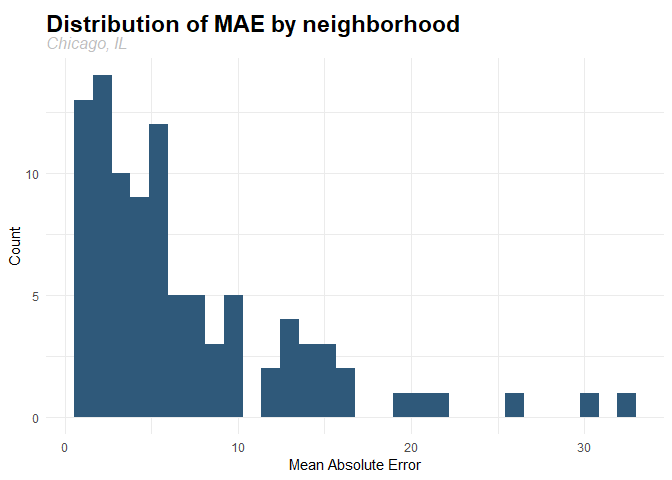 Distribution of MAE by neighborhood
Chicago, IL
Count
10
5
0
0 10 20 30
Mean Absolute Error